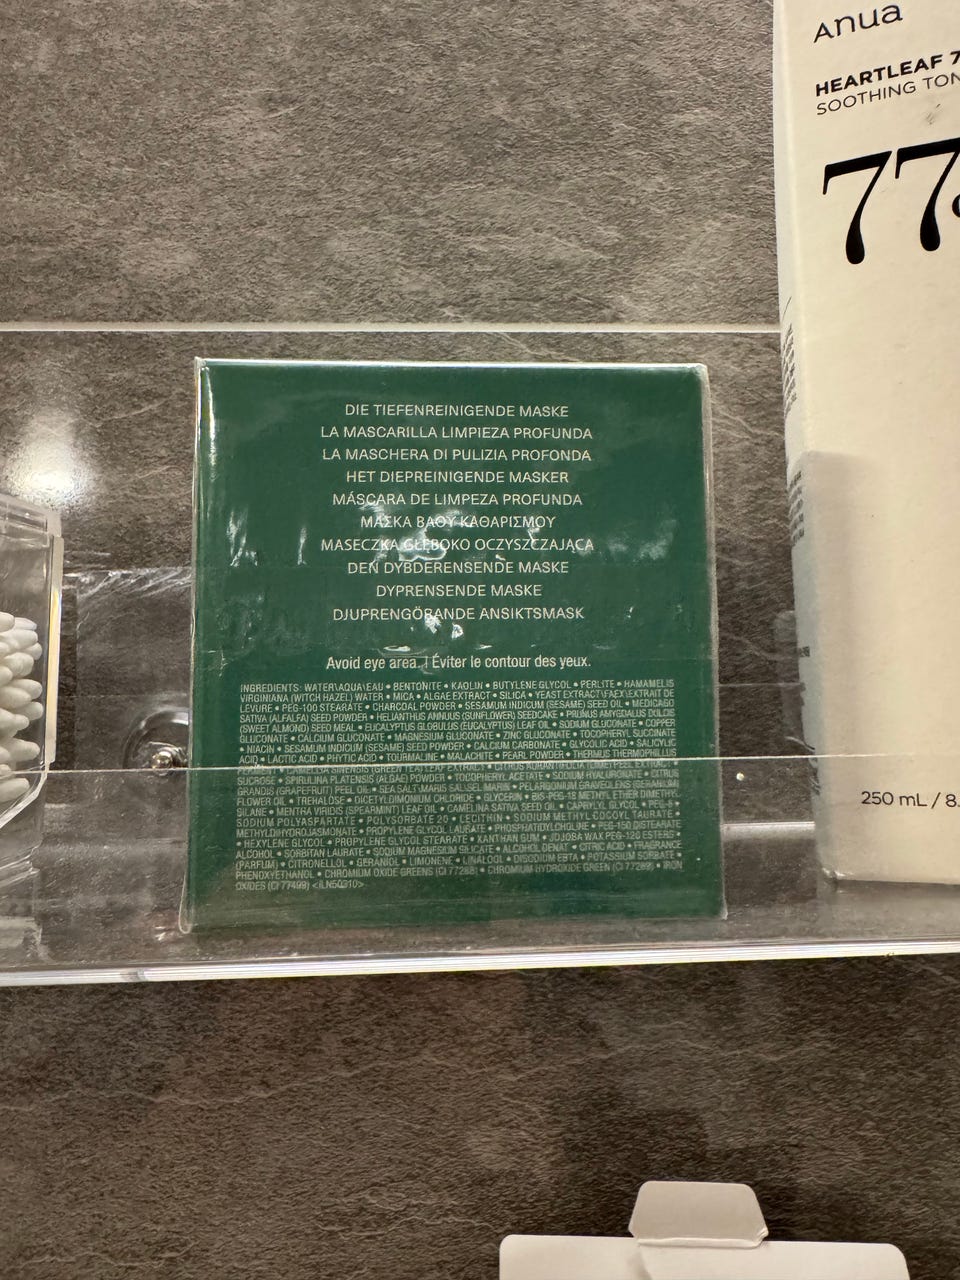 Anua
HEARTLEAF 7
SOOTHING TON
77
DIE TIEFENREINIGENDE MASKE
LA MASCARILLA LIMPIEZA PROFUNDA
LA MASCHERA DI PULIZIA PROFONDA
HET DIEPREINIGENDE MASKER
MÁSCARA DE LIMPEZA PROFUNDA
ΜΑΣΚΑ ΒΑΘΥ ΚΑΘΑΡΙΣΜΟΥ
MASECZKA GŁĘBOKO OCZYSZCZAJĄCA
DEN DYBDERENSENDE MASKE
DYPRENSENDE MASKE
DJUPRENGÖRANDE ANSIKTSMASK
Avoid eye area. | Éviter le contour des yeux.
INGREDIENTS: WATER\AQUA\EAU • BENTONITE • KAOLIN • BUTYLENE GLYCOL • PERLITE • HAMAMELIS
VIRGINIANA (WITCH HAZEL) WATER • MICA • ALGAE EXTRACT • SILICA • YEAST EXTRACT\FAEX\EXTRAIT DE
LEVURE • PEG-100 STEARATE • CHARCOAL POWDER • SESAMUM INDICUM (SESAME) SEED OIL • MEDICAGO
SATIVA (ALFALFA) SEED POWDER • HELIANTHUS ANNUUS (SUNFLOWER) SEEDCAKE • PRUNUS AMYGDALUS DULCIS
(SWEET ALMOND) SEED MEAL • EUCALYPTUS GLOBULUS (EUCALYPTUS) LEAF OIL • SODIUM GLUCONATE • COPPER
GLUCONATE • CALCIUM GLUCONATE • MAGNESIUM GLUCONATE • ZINC GLUCONATE • TOCOPHERYL SUCCINATE
• NIACIN • SESAMUM INDICUM (SESAME) SEED POWDER • CALCIUM CARBONATE • GLYCOLIC ACID • SALICYLIC
ACID • LACTIC ACID • PHYTIC ACID • TOURMALINE • MALACHITE • PEARL POWDER • THERMUS THERMOPHILLUS
FERMENT • CAMELLIA SINENSIS (GREEN TEA) LEAF EXTRACT • CITRUS AURANTIFOLIA (LIME) PEEL EXTRACT •
SUCROSE • SPIRULINA PLATENSIS (ALGAE) POWDER • TOCOPHERYL ACETATE • SODIUM HYALURONATE • CITRUS
GRANDIS (GRAPEFRUIT) PEEL OIL • SEA SALT\MARIS SAL\SEL MARIN • PELARGONIUM GRAVEOLENS (GERANIUM)
FLOWER OIL • TREHALOSE • DICETYLDIMONIUM CHLORIDE • GLYCERIN • BIS-PEG-18 METHYL ETHER DIMETHYL
SILANE • MENTHA VIRIDIS (SPEARMINT) LEAF OIL • CAMELINA SATIVA SEED OIL • CAPRYLYL GLYCOL • PEG-8 •
SODIUM POLYASPARTATE • POLYSORBATE 20 • LECITHIN • SODIUM METHYL COCOYL TAURATE •
METHYLDIHYDROJASMONATE • PROPYLENE GLYCOL LAURATE • PHOSPHATIDYLCHOLINE • PEG-150 DISTEARATE
• HEXYLENE GLYCOL • PROPYLENE GLYCOL STEARATE • XANTHAN GUM • JOJOBA WAX PEG-120 ESTERS •
ALCOHOL • SORBITAN LAURATE • SODIUM MAGNESIUM SILICATE • ALCOHOL DENAT • CITRIC ACID • FRAGRANCE
(PARFUM) • CITRONELLOL • GERANIOL • LIMONENE • LINALOOL • DISODIUM EDTA • POTASSIUM SORBATE •
PHENOXYETHANOL • CHROMIUM OXIDE GREENS (CI 77288) • CHROMIUM HYDROXIDE GREEN (CI 77289) • IRON
OXIDES (CI 77499)
250 mL / 8.